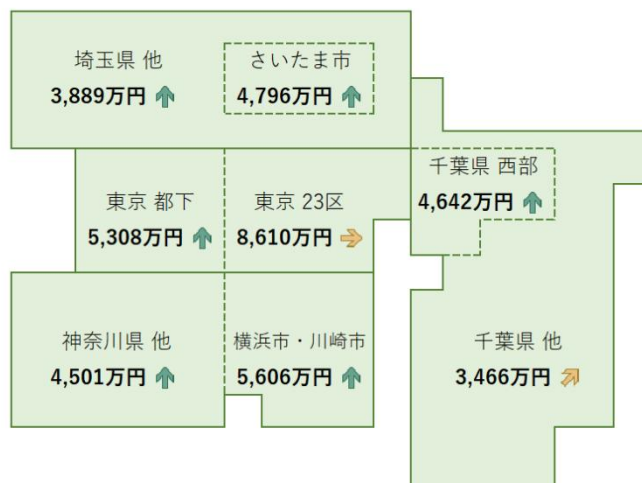 埼玉県 他
3,889万円
さいたま市
4,796万円
千葉県 西部
4,642万円
東京 都下
5,308万円
東京 23区
8,610万円
神奈川県 他
4,501万円
横浜市・川崎市
5,606万円
千葉県 他
3,466万円